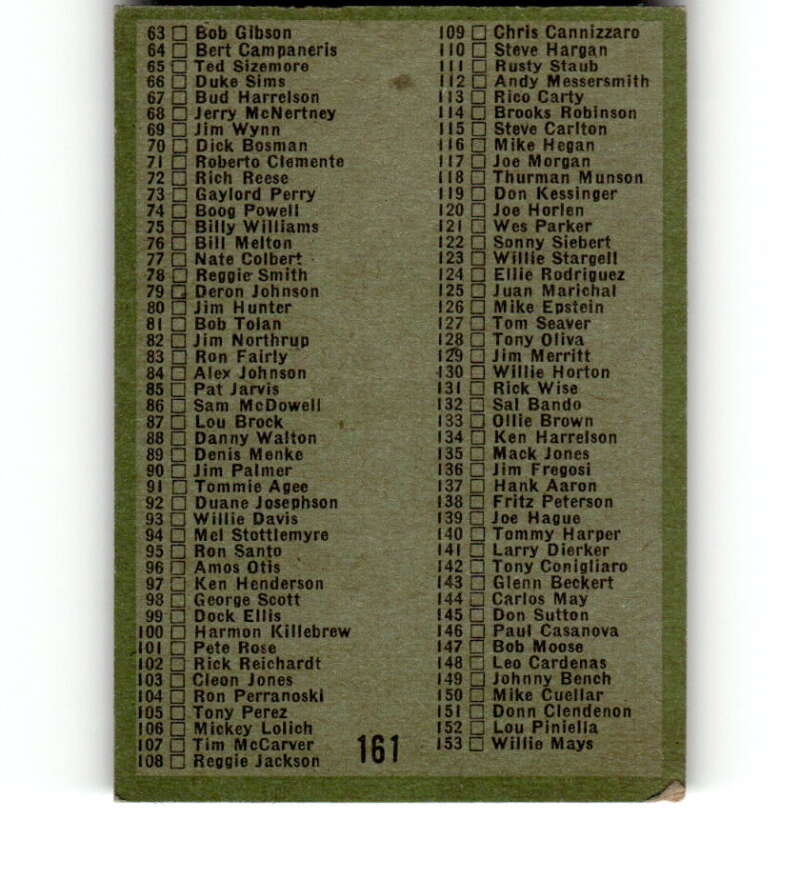 63 □ Bob Gibson
64 □ Bert Campaneris
65 □ Ted Sizemore
66 □ Duke Sims
67 □ Bud Harrelson
68 □ Jerry McNertney
69 □ Jim Wynn
70 □ Dick Bosman
71 □ Roberto Clemente
72 □ Rich Reese
73 □ Gaylord Perry
74 □ Boog Powell
75 □ Billy Williams
76 □ Bill Melton
77 □ Nate Colbert
78 □ Reggie Smith
79 □ Deron Johnson
80 □ Jim Hunter
81 □ Bob Tolan
82 □ Jim Northrup
83 □ Ron Fairly
84 □ Alex Johnson
85 □ Pat Jarvis
86 □ Sam McDowell
87 □ Lou Brock
88 □ Danny Walton
89 □ Denis Menke
90 □ Jim Palmer
91 □ Tommie Agee
92 □ Duane Josephson
93 □ Willie Davis
94 □ Mel Stottlemyre
95 □ Ron Santo
96 □ Amos Otis
97 □ Ken Henderson
98 □ George Scott
99 □ Dock Ellis
100 □ Harmon Killebrew
101 □ Pete Rose
102 □ Rick Reichardt
103 □ Cleon Jones
104 □ Ron Perranoski
105 □ Tony Perez
106 □ Mickey Lolich
107 □ Tim McCarver
108 □ Reggie Jackson
109 □ Chris Cannizzaro
110 □ Steve Hargan
111 □ Rusty Staub
112 □ Andy Messersmith
113 □ Rico Carty
114 □ Brooks Robinson
115 □ Steve Carlton
116 □ Mike Hegan
117 □ Joe Morgan
118 □ Thurman Munson
119 □ Don Kessinger
120 □ Joe Horlen
121 □ Wes Parker
122 □ Sonny Siebert
123 □ Willie Stargell
124 □ Ellie Rodriguez
125 □ Juan Marichal
126 □ Mike Epstein
127 □ Tom Seaver
128 □ Tony Oliva
129 □ Jim Merritt
130 □ Willie Horton
131 □ Rick Wise
132 □ Sal Bando
133 □ Ollie Brown
134 □ Ken Harrelson
135 □ Mack Jones
136 □ Jim Fregosi
137 □ Hank Aaron
138 □ Fritz Peterson
139 □ Joe Hague
140 □ Tommy Harper
141 □ Larry Dierker
142 □ Tony Conigliaro
143 □ Glenn Beckert
144 □ Carlos May
145 □ Don Sutton
146 □ Paul Casanova
147 □ Bob Moose
148 □ Leo Cardenas
149 □ Johnny Bench
150 □ Mike Cuellar
151 □ Donn Clendenon
152 □ Lou Piniella
153 □ Willie Mays
161